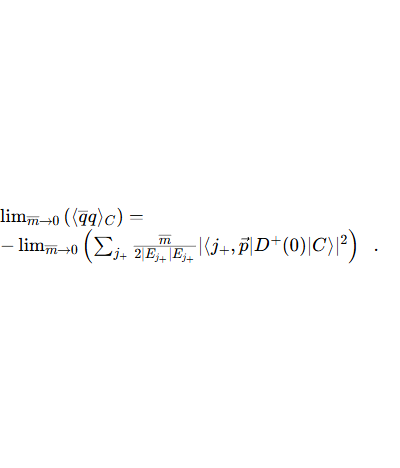 lim_{\overline{m}→0} (⟨\overline{q}q⟩_C) =
− lim_{\overline{m}→0} (∑_{j_+} \frac{\overline{m}}{2|E_{j_+}|E_{j_+}} |⟨j_+, \vec{p}|D^+(0)|C⟩|^2) .